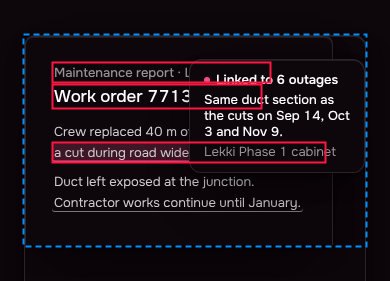 Maintenance report · L
Work order 7713
Crew replaced 40 m o
a cut during road wide
Duct left exposed at the junction.
Contractor works continue until January.
Linked to 6 outages
Same duct section as
the cuts on Sep 14, Oct
3 and Nov 9.
Lekki Phase 1 cabinet